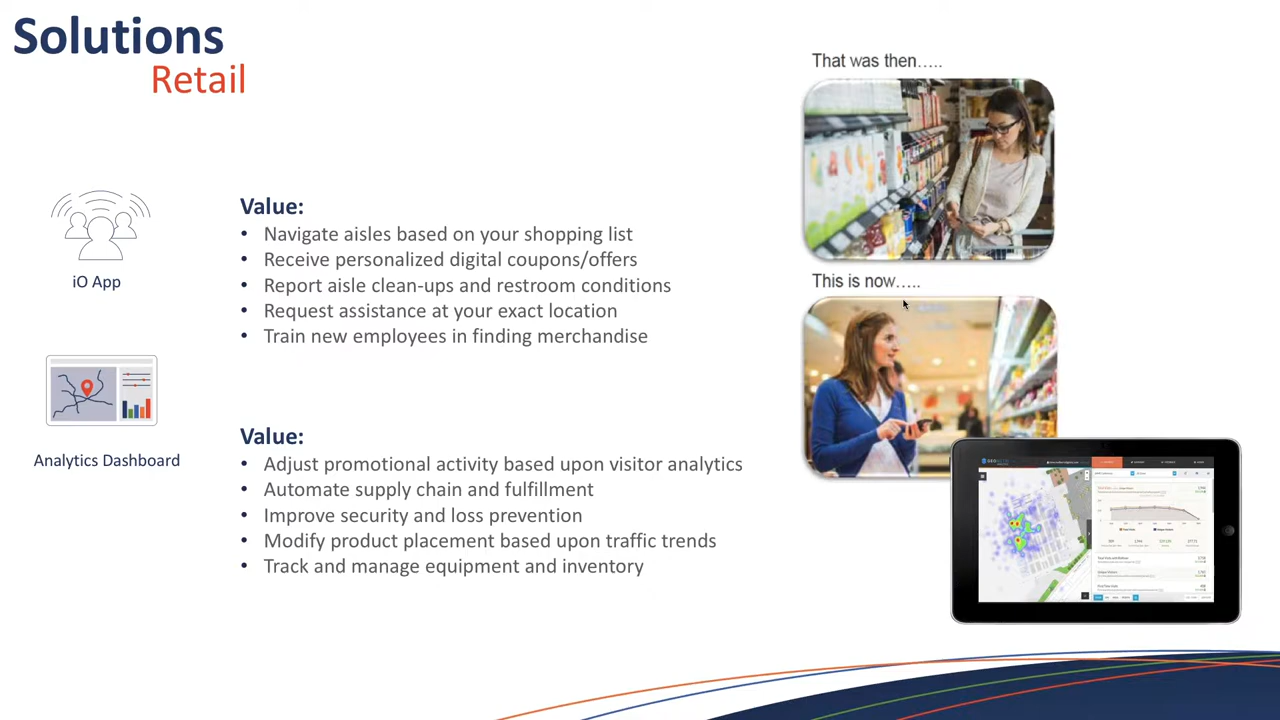 Solutions
Retail
iO App
Value:
• Navigate aisles based on your shopping list
• Receive personalized digital coupons/offers
• Report aisle clean-ups and restroom conditions
• Request assistance at your exact location
• Train new employees in finding merchandise
Analytics Dashboard
Value:
• Adjust promotional activity based upon visitor analytics
• Automate supply chain and fulfillment
• Improve security and loss prevention
• Modify product placement based upon traffic trends
• Track and manage equipment and inventory
That was then…..
This is now…..